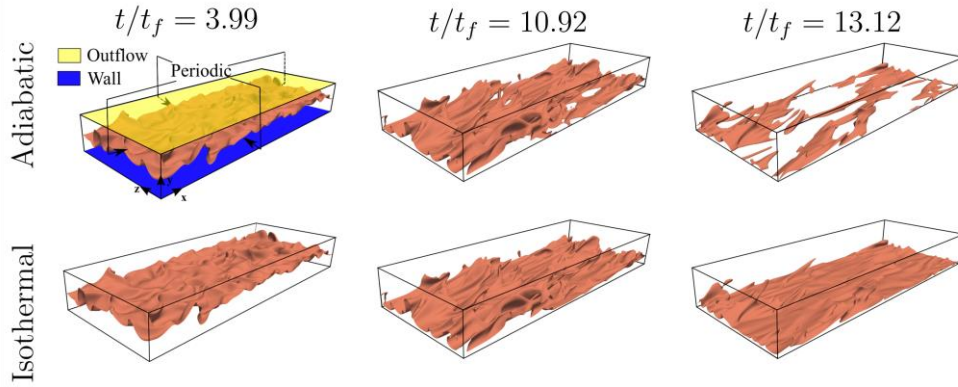 t/t_f = 3.99
t/t_f = 10.92
t/t_f = 13.12
Adiabatic
Outflow
Wall
Periodic
y
z
x
Isothermal